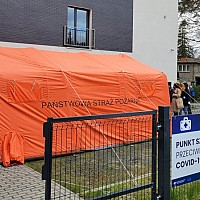 PAŃSTWOWA STRAŻ POŻARNA
PUNKT
PRZECIW
COVID-1